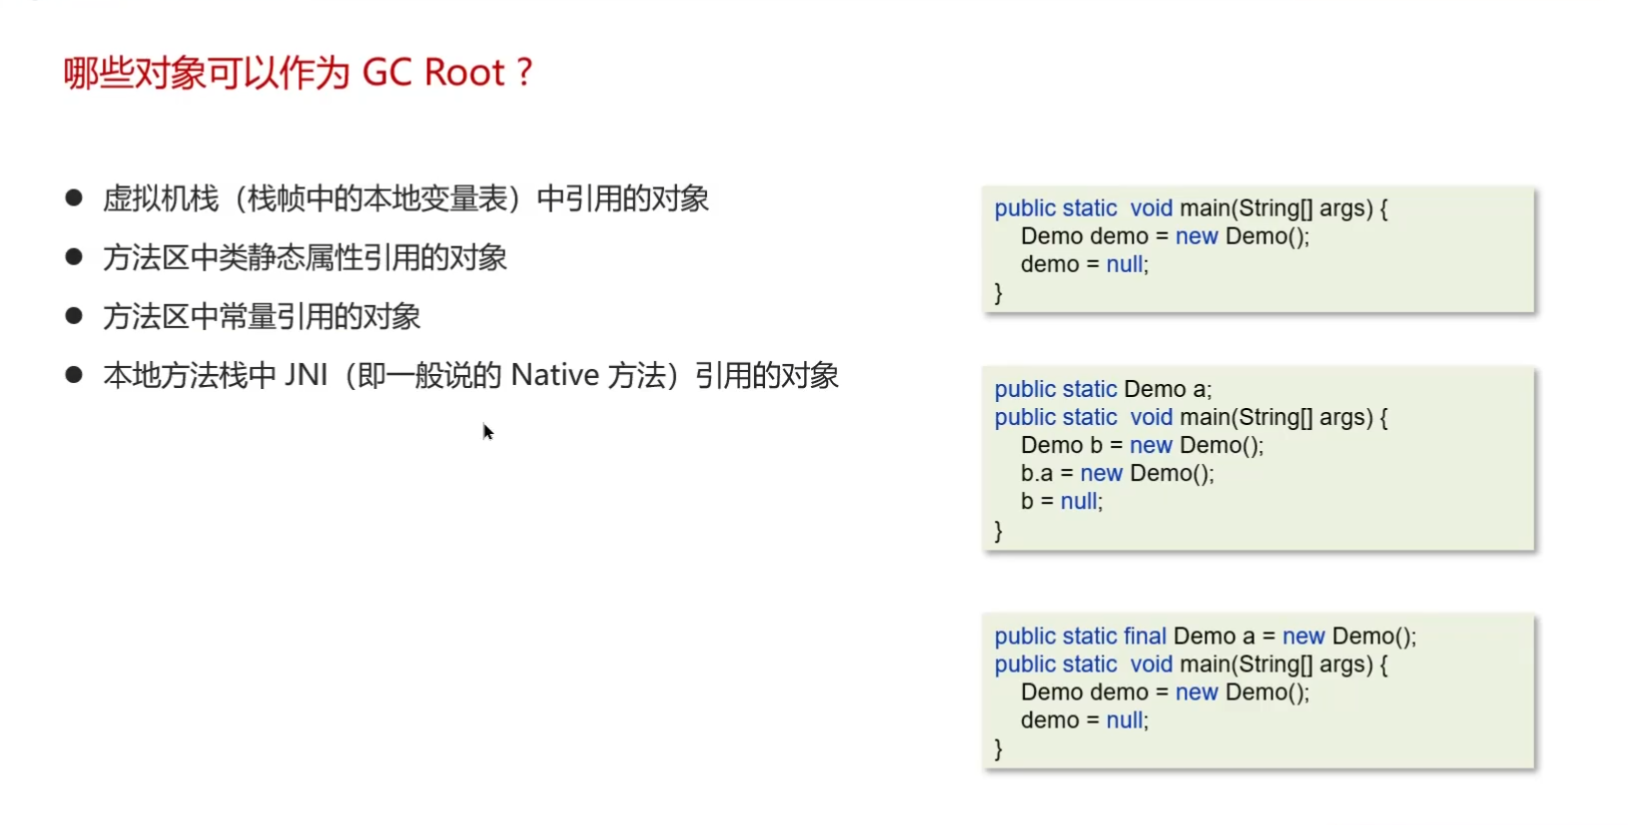 哪些对象可以作为 GC Root？
● 虚拟机栈（栈帧中的本地变量表）中引用的对象
● 方法区中类静态属性引用的对象
● 方法区中常量引用的对象
● 本地方法栈中 JNI（即一般说的 Native 方法）引用的对象
public static  void main(String[] args) {
    Demo demo = new Demo();
    demo = null;
}
public static Demo a;
public static  void main(String[] args) {
    Demo b = new Demo();
    b.a = new Demo();
    b = null;
}
public static final Demo a = new Demo();
public static  void main(String[] args) {
    Demo demo = new Demo();
    demo = null;
}